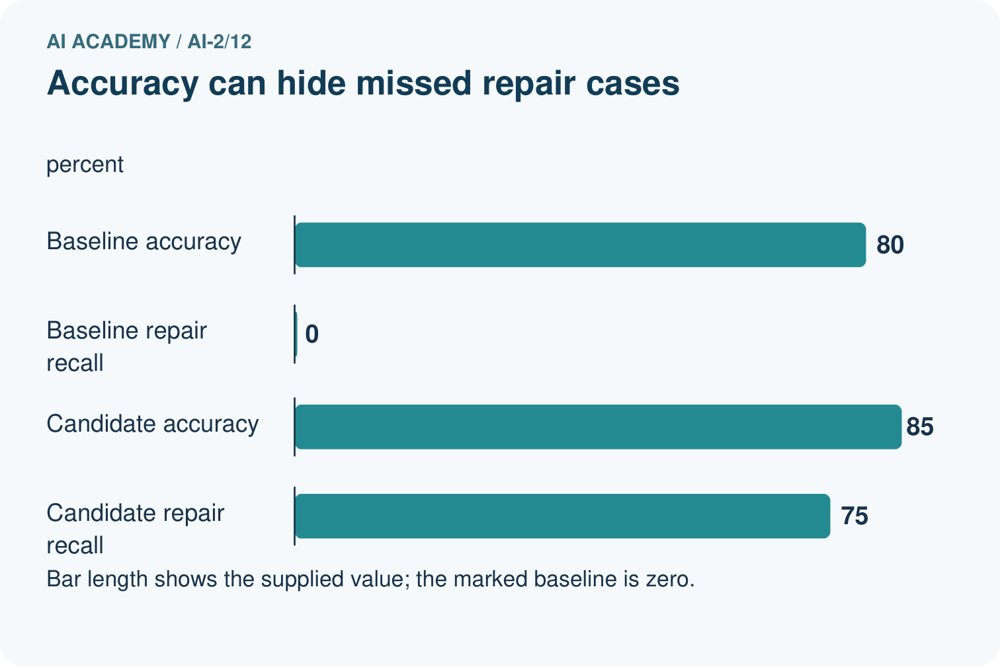 AI ACADEMY / AI-2/12
Accuracy can hide missed repair cases
percent
Baseline accuracy
80
Baseline repair
recall
0
Candidate accuracy
85
Candidate repair
recall
75
Bar length shows the supplied value; the marked baseline is zero.